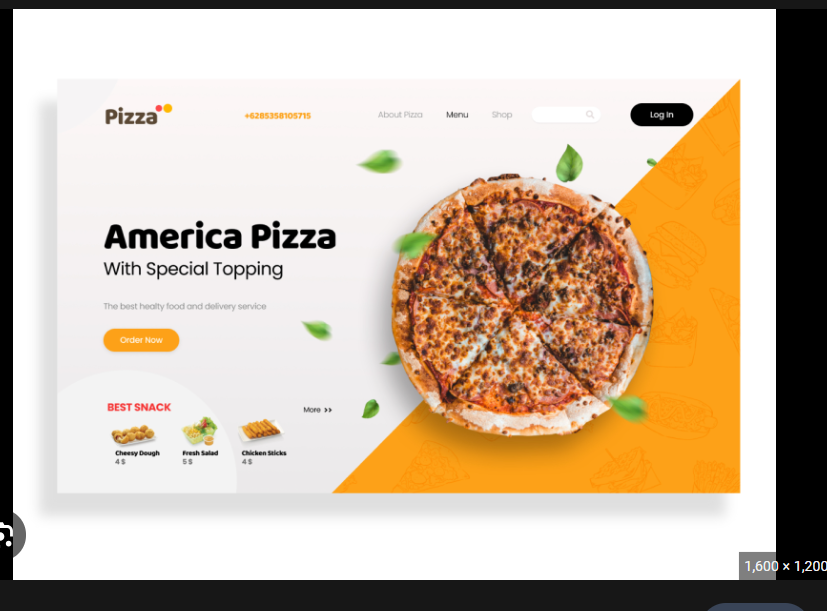 Pizza
+6285358105715
About Pizza Menu Shop
Log In
America Pizza
With Special Topping
The best healty food and delivery service
Order Now
BEST SNACK
More >>
Cheesy Dough
4 $
Fresh Salad
5 $
Chicken Sticks
4 $
1,600 × 1,200